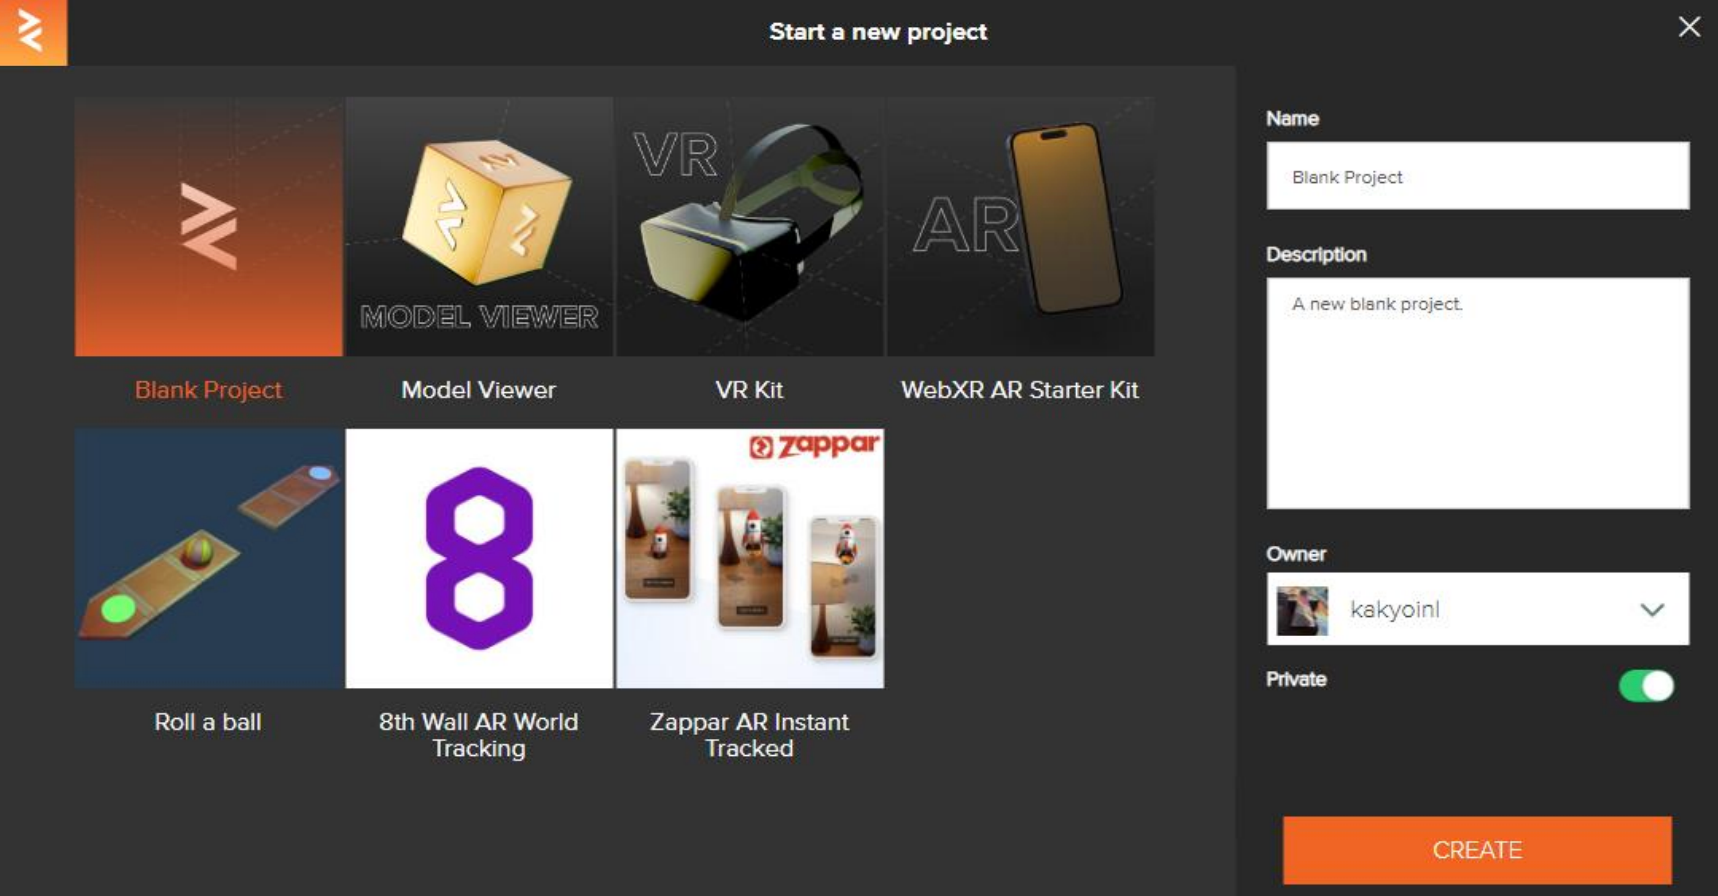 Start a new project
VR
AR
MODEL VIEWER
Blank Project
Model Viewer
VR Kit
WebXR AR Starter Kit
zappar
8
Roll a ball
8th Wall AR World
Tracking
Zappar AR Instant
Tracked
Name
Blank Project
Description
A new blank project.
Owner
kakyoinl
Private
CREATE